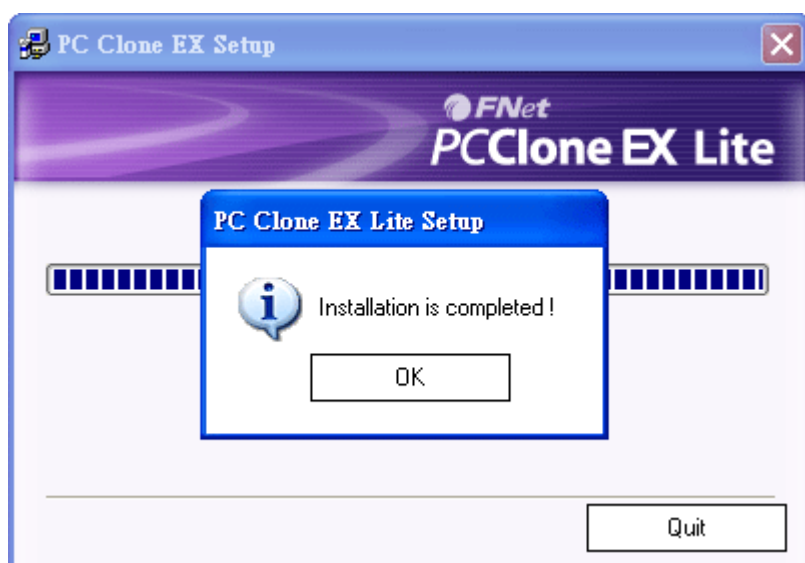 PC Clone EX Setup
FNet
PCClone EX Lite
PC Clone EX Lite Setup
Installation is completed !
OK
Quit